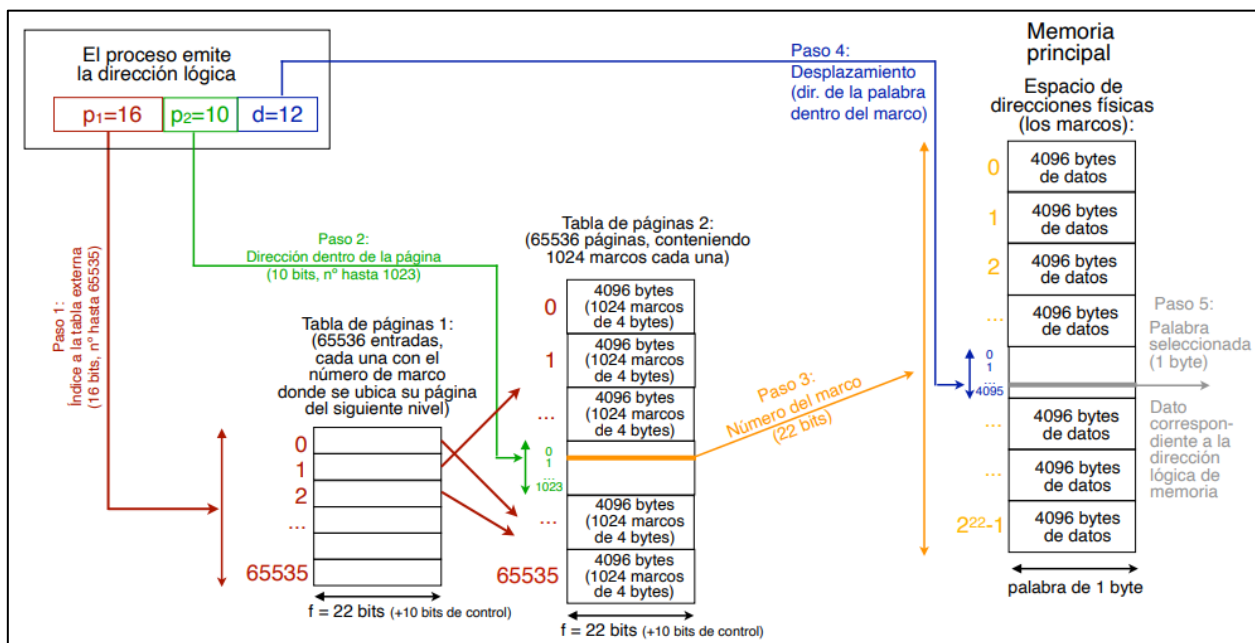 El proceso emite
la dirección lógica
p1=16
p2=10
d=12
Paso 1:
Índice a la tabla externa
(16 bits, nº hasta 65535)
Paso 2:
Dirección dentro de la página
(10 bits, nº hasta 1023)
Tabla de páginas 1:
(65536 entradas,
cada una con el
número de marco
donde se ubica su página
del siguiente nivel)
0
1
2
...
65535
f = 22 bits (+10 bits de control)
Tabla de páginas 2:
(65536 páginas, conteniendo
1024 marcos cada una)
0
4096 bytes
(1024 marcos
de 4 bytes)
1
4096 bytes
(1024 marcos
de 4 bytes)
...
4096 bytes
(1024 marcos
de 4 bytes)
0
1
...
1023
...
4096 bytes
(1024 marcos
de 4 bytes)
65535
4096 bytes
(1024 marcos
de 4 bytes)
f = 22 bits (+10 bits de control)
Paso 3:
Número del marco
(22 bits)
Paso 4:
Desplazamiento
(dir. de la palabra
dentro del marco)
Memoria
principal
Espacio de
direcciones físicas
(los marcos):
0
4096 bytes
de datos
1
4096 bytes
de datos
2
4096 bytes
de datos
...
4096 bytes
de datos
0
1
...
4095
...
4096 bytes
de datos
...
4096 bytes
de datos
2²²-1
4096 bytes
de datos
palabra de 1 byte
Paso 5:
Palabra
seleccionada
(1 byte)
Dato
correspon-
diente a la
dirección
lógica de
memoria